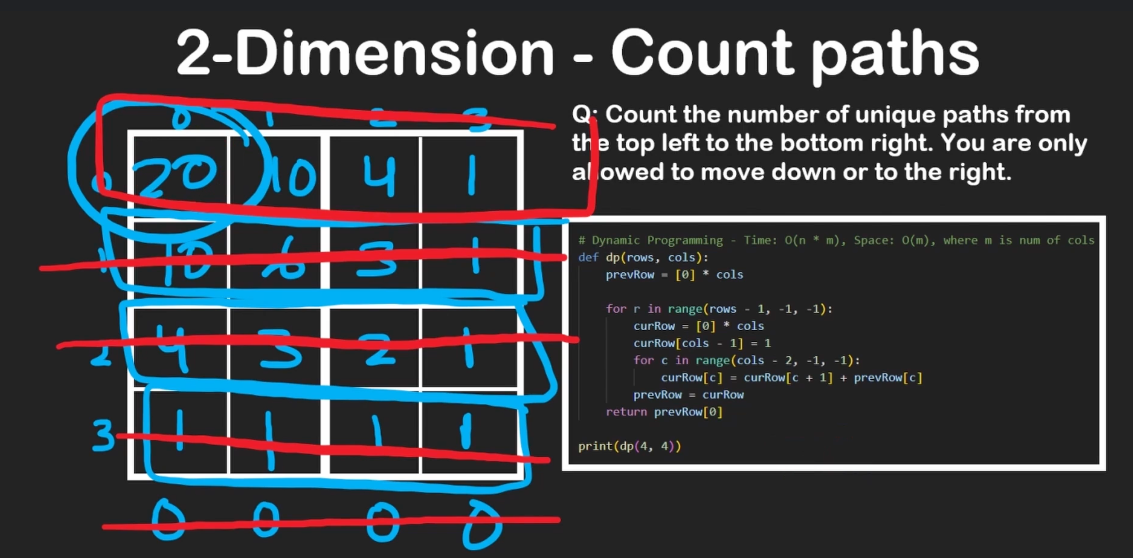 2-Dimension - Count paths
Q: Count the number of unique paths from
the top left to the bottom right. You are only
allowed to move down or to the right.
0 1 2 3
0 20 10 4 1
1 10 6 3 1
2 4 3 2 1
3 1 1 1 1
0 0 0 0
# Dynamic Programming - Time: O(n * m), Space: O(m), where m is num of cols
def dp(rows, cols):
    prevRow = [0] * cols
    for r in range(rows - 1, -1, -1):
        curRow = [0] * cols
        curRow[cols - 1] = 1
        for c in range(cols - 2, -1, -1):
            curRow[c] = curRow[c + 1] + prevRow[c]
        prevRow = curRow
    return prevRow[0]
print(dp(4, 4))